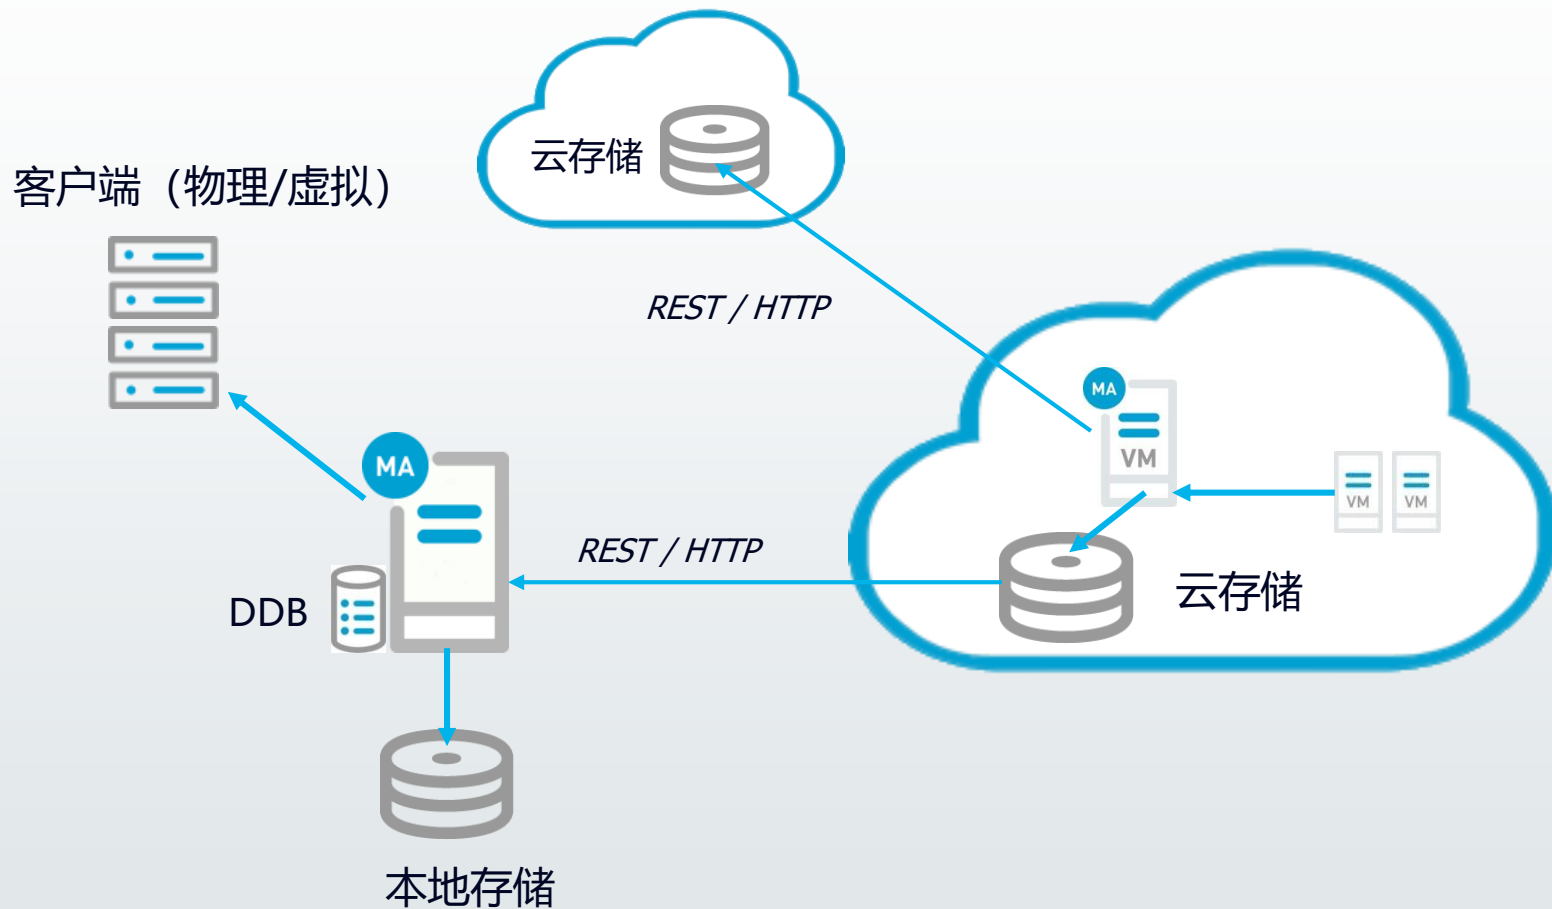 云存储
客户端（物理/虚拟）
REST / HTTP
MA
VM
VM
VM
MA
REST / HTTP
云存储
DDB
本地存储